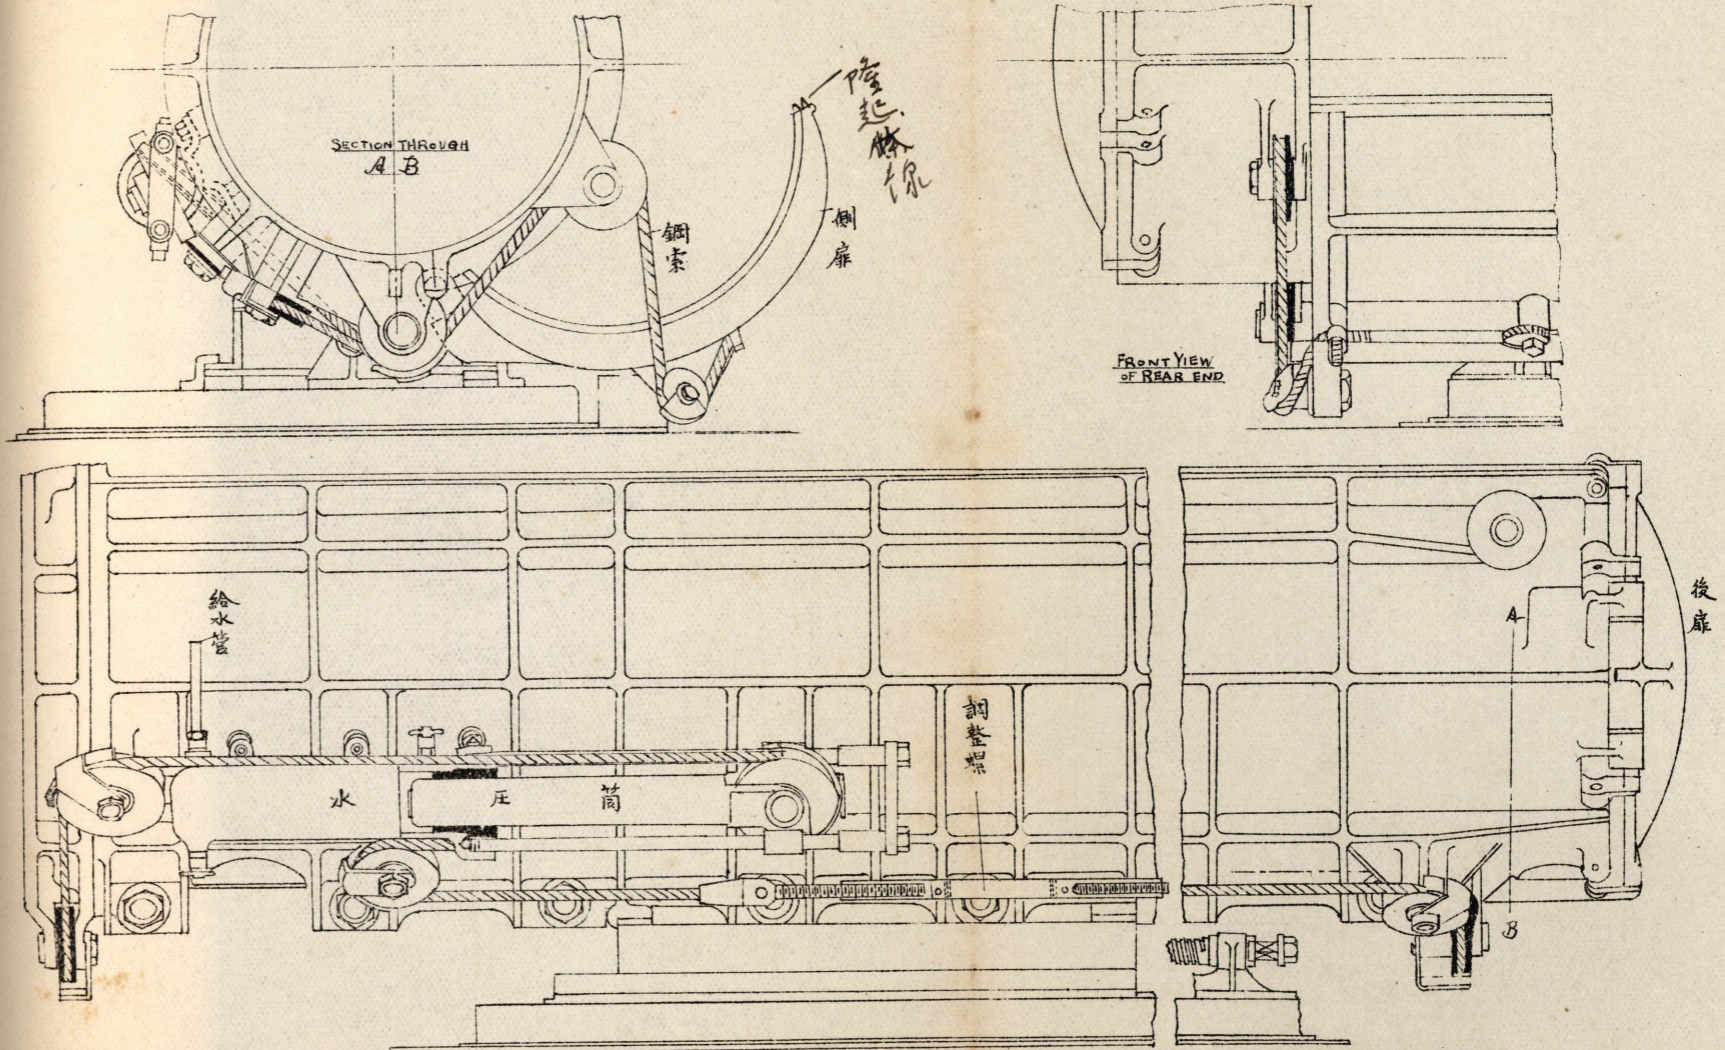 SECTION THROUGH
A B
隆起條線
鋼索
側扉
FRONT VIEW
OF REAR END
給水管
水圧筒
調整螺
後扉
A
B